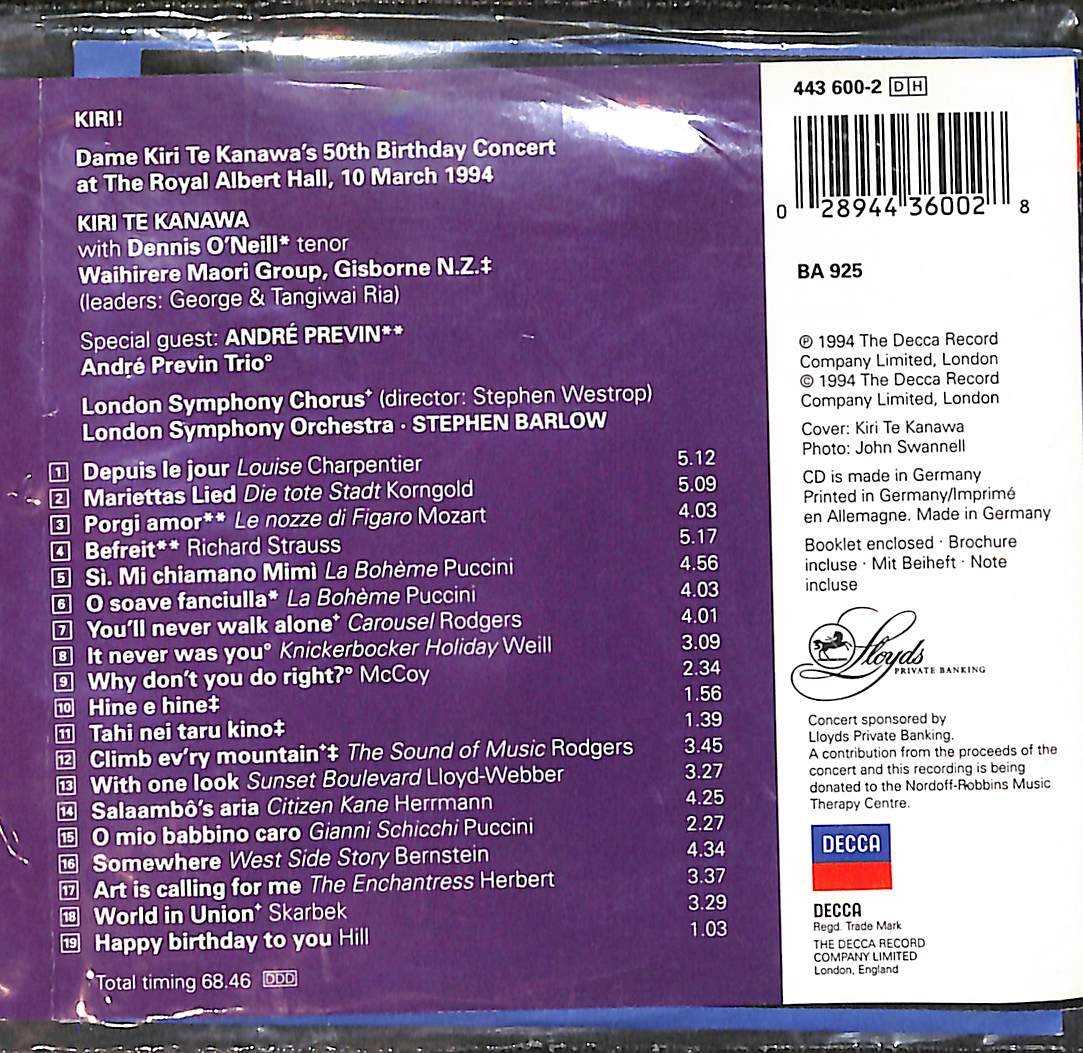 KIRI!
Dame Kiri Te Kanawa's 50th Birthday Concert
at The Royal Albert Hall, 10 March 1994
KIRI TE KANAWA
with Dennis O'Neill* tenor
Waihirere Maori Group, Gisborne N.Z.‡
(leaders: George & Tangiwai Ria)
Special guest: ANDRÉ PREVIN**
André Previn Trio°
London Symphony Chorus⁺ (director: Stephen Westrop)
London Symphony Orchestra · STEPHEN BARLOW
1 Depuis le jour Louise Charpentier 5.12
2 Mariettas Lied Die tote Stadt Korngold 5.09
3 Porgi amor** Le nozze di Figaro Mozart 4.03
4 Befreit** Richard Strauss 5.17
5 Sì. Mi chiamano Mimì La Bohème Puccini 4.56
6 O soave fanciulla* La Bohème Puccini 4.03
7 You'll never walk alone⁺ Carousel Rodgers 4.01
8 It never was you° Knickerbocker Holiday Weill 3.09
9 Why don't you do right?° McCoy 2.34
10 Hine e hine‡ 1.56
11 Tahi nei taru kino‡ 1.39
12 Climb ev'ry mountain⁺‡ The Sound of Music Rodgers 3.45
13 With one look Sunset Boulevard Lloyd-Webber 3.27
14 Salaambô's aria Citizen Kane Herrmann 4.25
15 O mio babbino caro Gianni Schicchi Puccini 2.27
16 Somewhere West Side Story Bernstein 4.34
17 Art is calling for me The Enchantress Herbert 3.37
18 World in Union⁺ Skarbek 3.29
19 Happy birthday to you Hill 1.03
Total timing 68.46 DDD
443 600-2 DH
0 28944 36002 8
BA 925
℗ 1994 The Decca Record
Company Limited, London
© 1994 The Decca Record
Company Limited, London
Cover: Kiri Te Kanawa
Photo: John Swannell
CD is made in Germany
Printed in Germany/Imprimé
en Allemagne. Made in Germany
Booklet enclosed · Brochure
incluse · Mit Beiheft · Note
incluse
Lloyds
PRIVATE BANKING
Concert sponsored by
Lloyds Private Banking.
A contribution from the proceeds of the
concert and this recording is being
donated to the Nordoff-Robbins Music
Therapy Centre.
DECCA
DECCA
Regd. Trade Mark
THE DECCA RECORD
COMPANY LIMITED
London, England